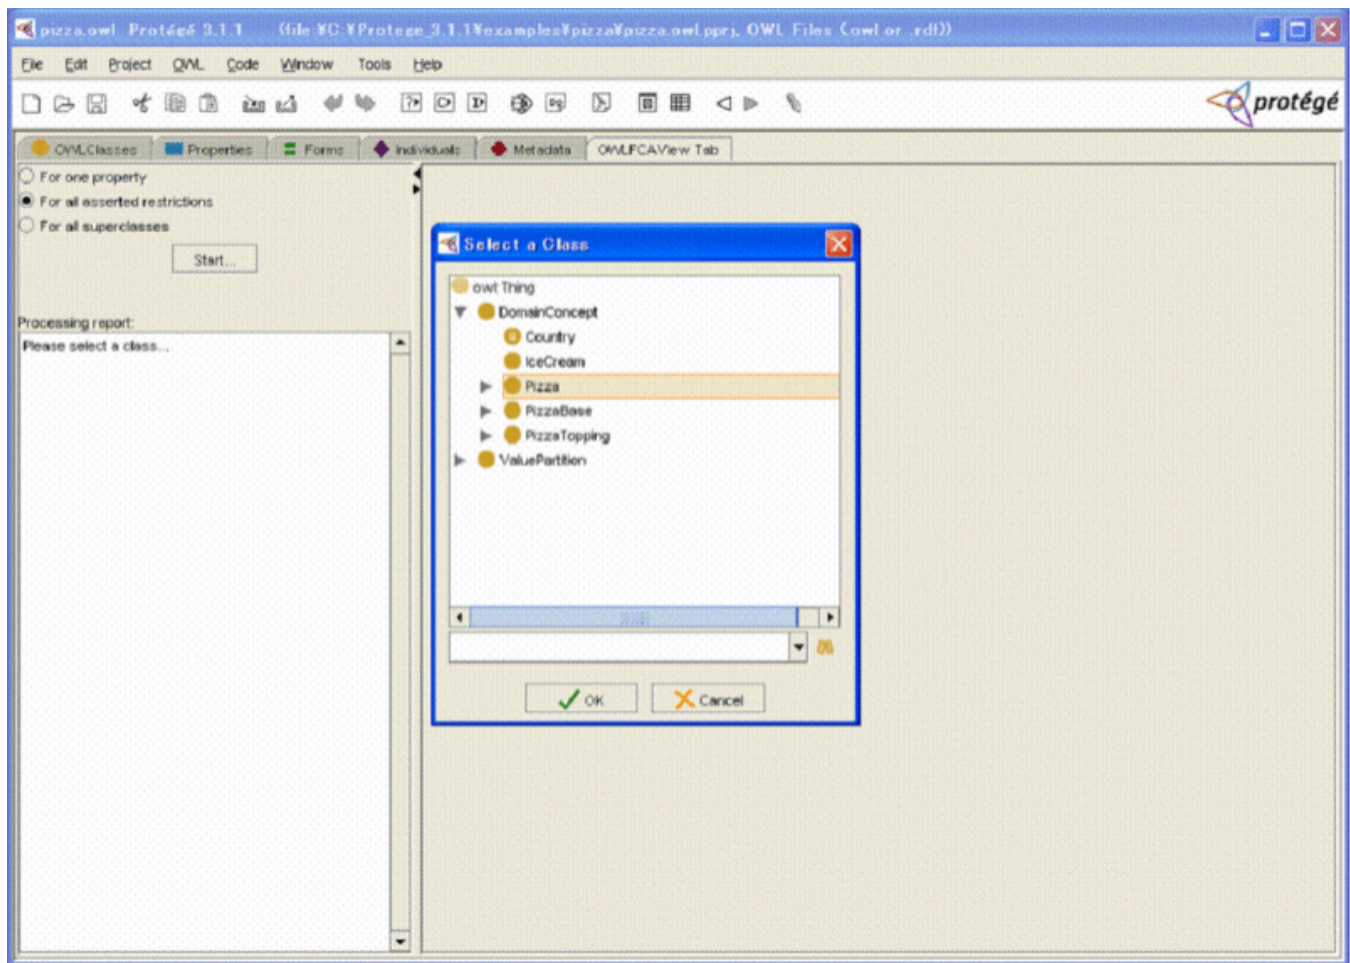 pizza.owl Protégé 3.1.1 (file:¥C:¥Protege_3.1.1¥examples¥pizza¥pizza.owl.pprj, OWL Files (owl or .rdf))
File Edit Project OWL Code Window Tools Help
protégé
OWLClasses Properties Forms Individuals Metadata OWLFCAView Tab
For one property
For all asserted restrictions
For all superclasses
Start...
Processing report:
Please select a class...
Select a Class
owl:Thing
DomainConcept
Country
IceCream
Pizza
PizzaBase
PizzaTopping
ValuePartition
OK Cancel